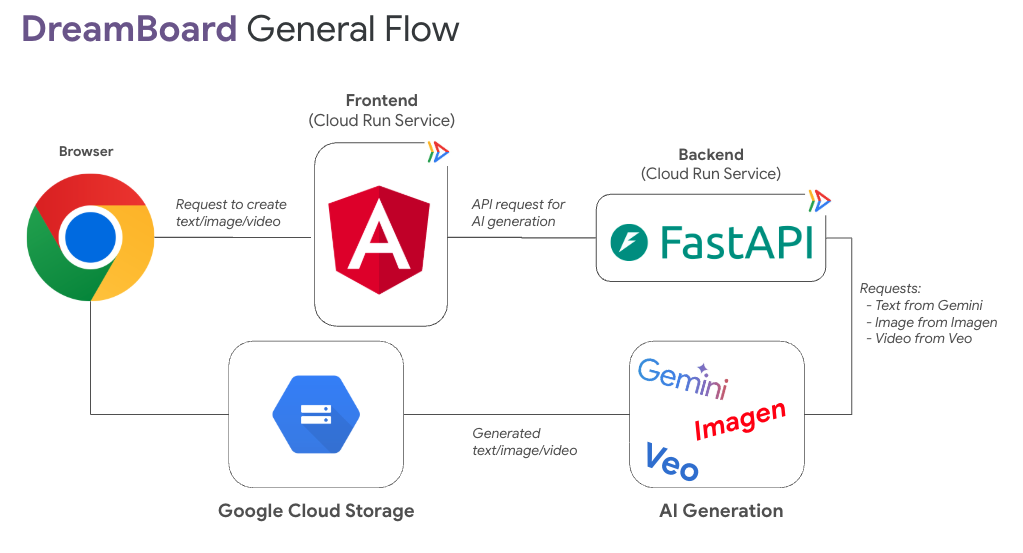 DreamBoard General Flow
Frontend
(Cloud Run Service)
Browser
Backend
(Cloud Run Service)
Request to create
text/image/video
API request for
AI generation
FastAPI
Requests:
- Text from Gemini
- Image from Imagen
- Video from Veo
Gemini
Imagen
Veo
Generated
text/image/video
Google Cloud Storage
AI Generation